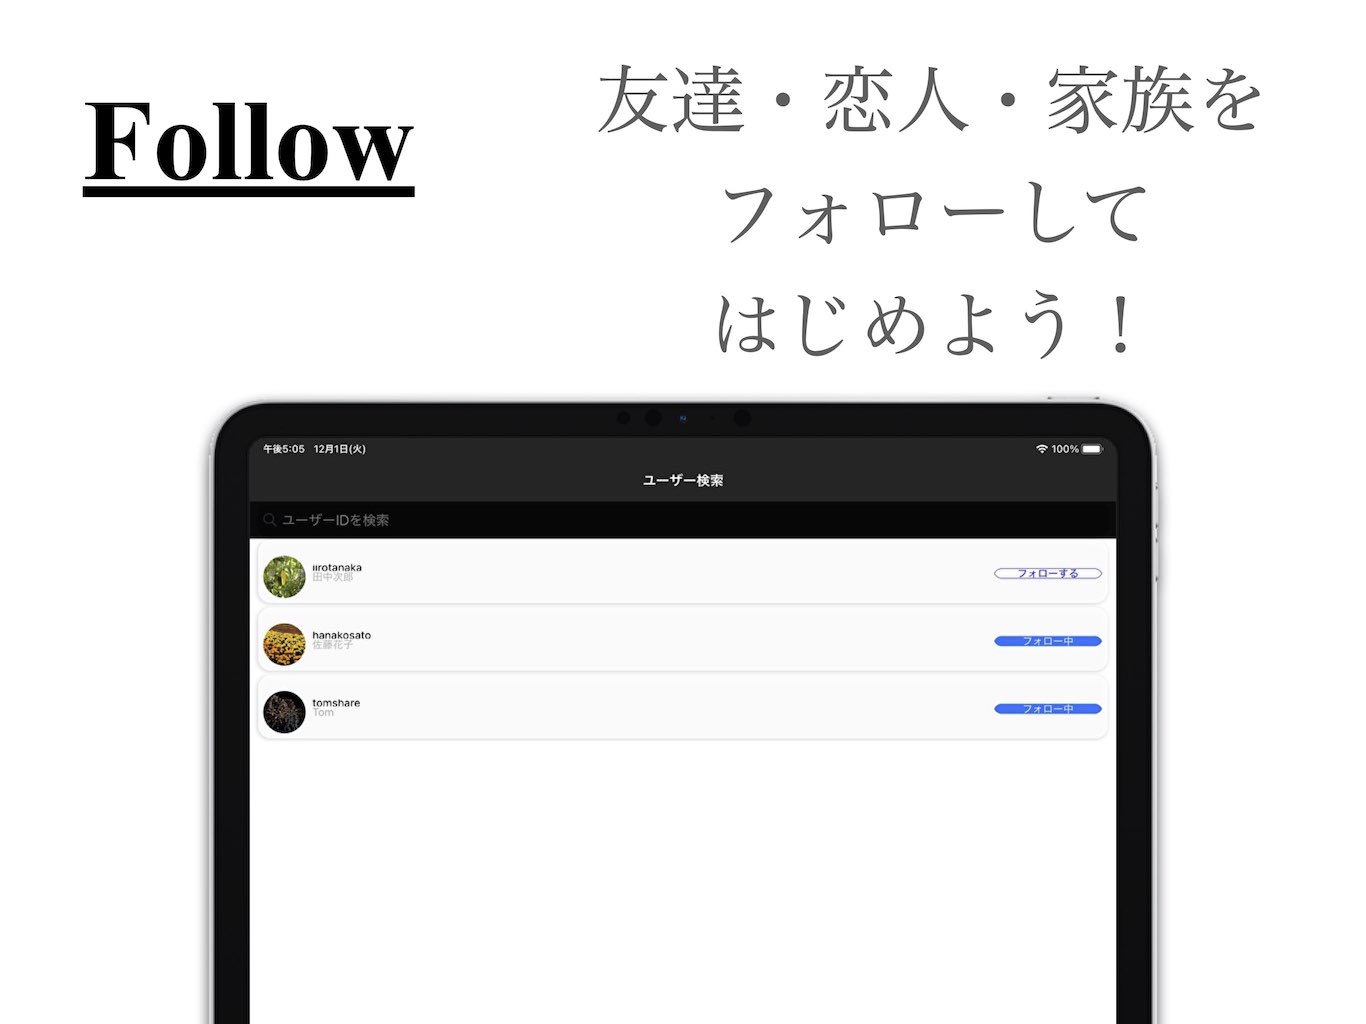 Follow
友達・恋人・家族を
フォローして
はじめよう！
午後5:05 12月1日(火) 100%
ユーザー検索
ユーザーIDを検索
jirotanaka
田中次郎
フォローする
hanakosato
佐藤花子
フォロー中
tomshare
Tom
フォロー中